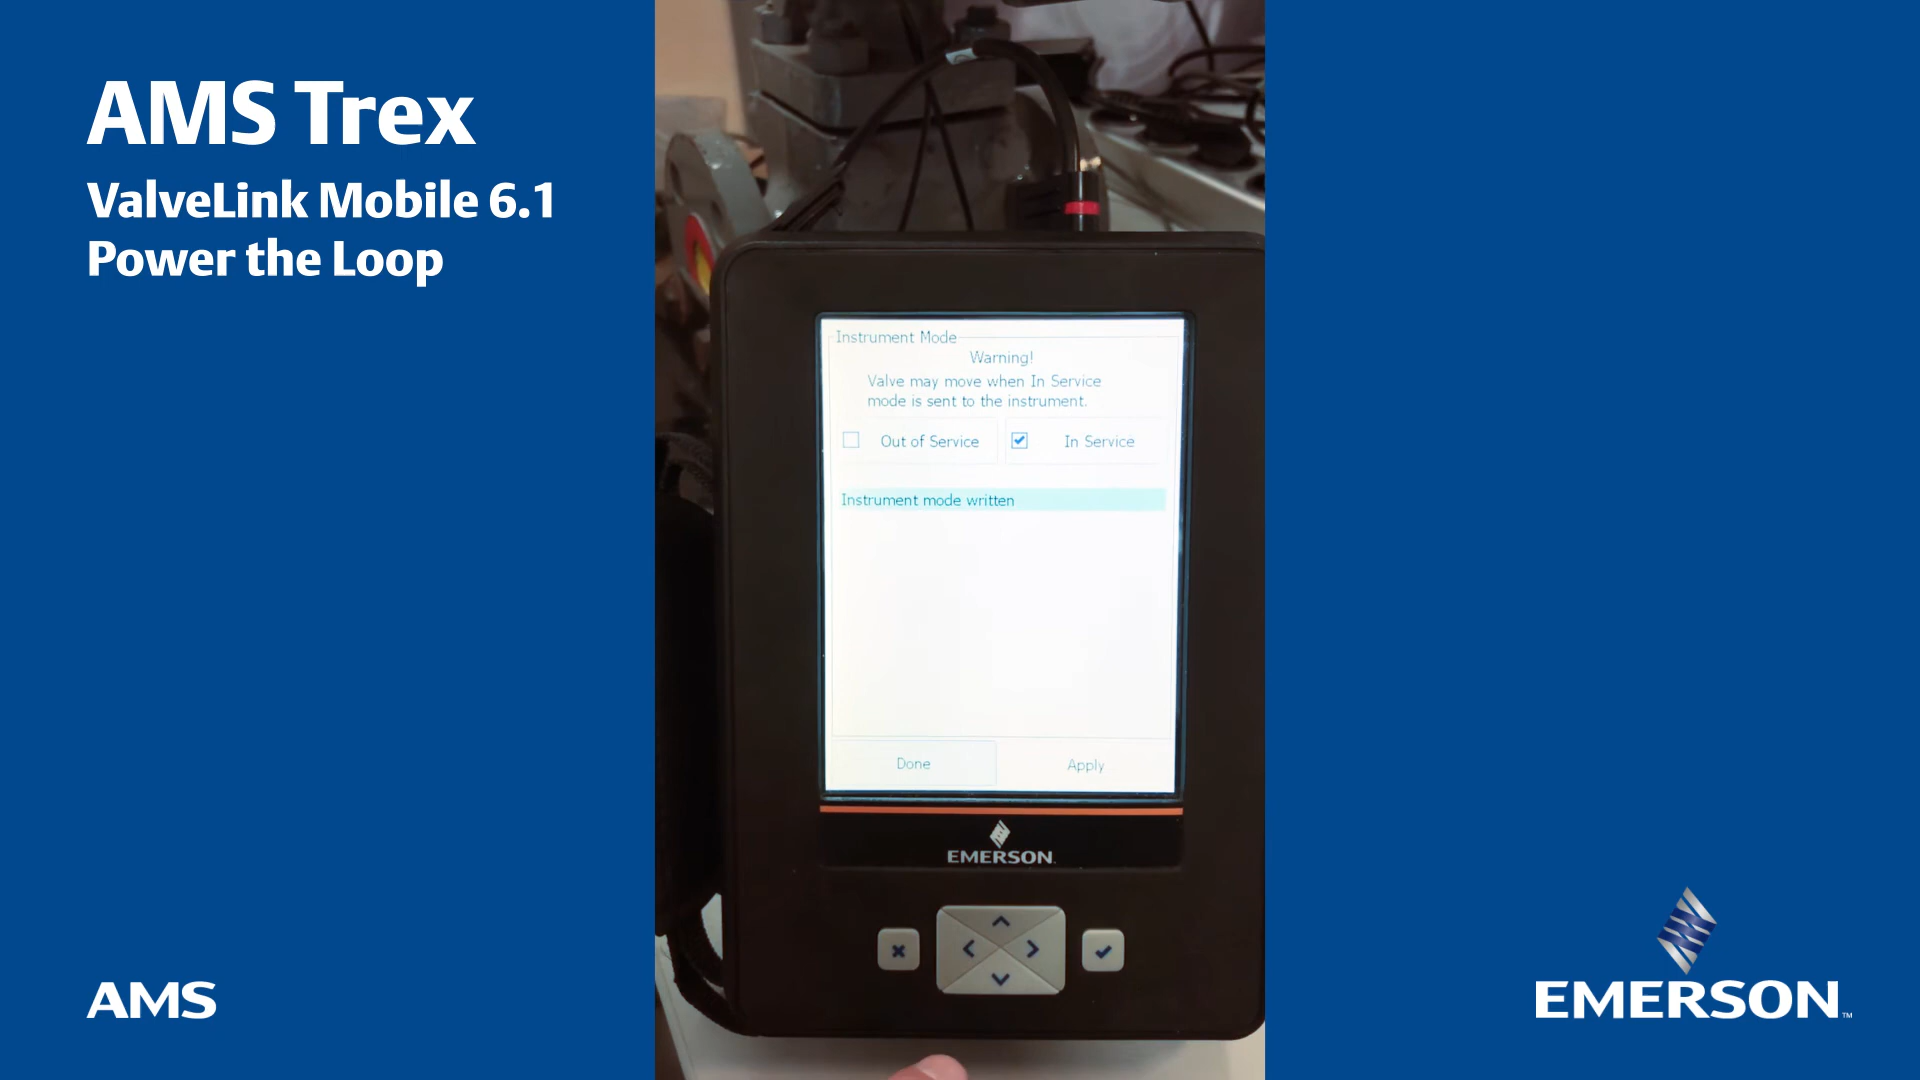 AMS Trex
ValveLink Mobile 6.1
Power the Loop
Instrument Mode
Warning!
Valve may move when In Service
mode is sent to the instrument.
Out of Service
In Service
Instrument mode written
Done
Apply
EMERSON
AMS
EMERSON™